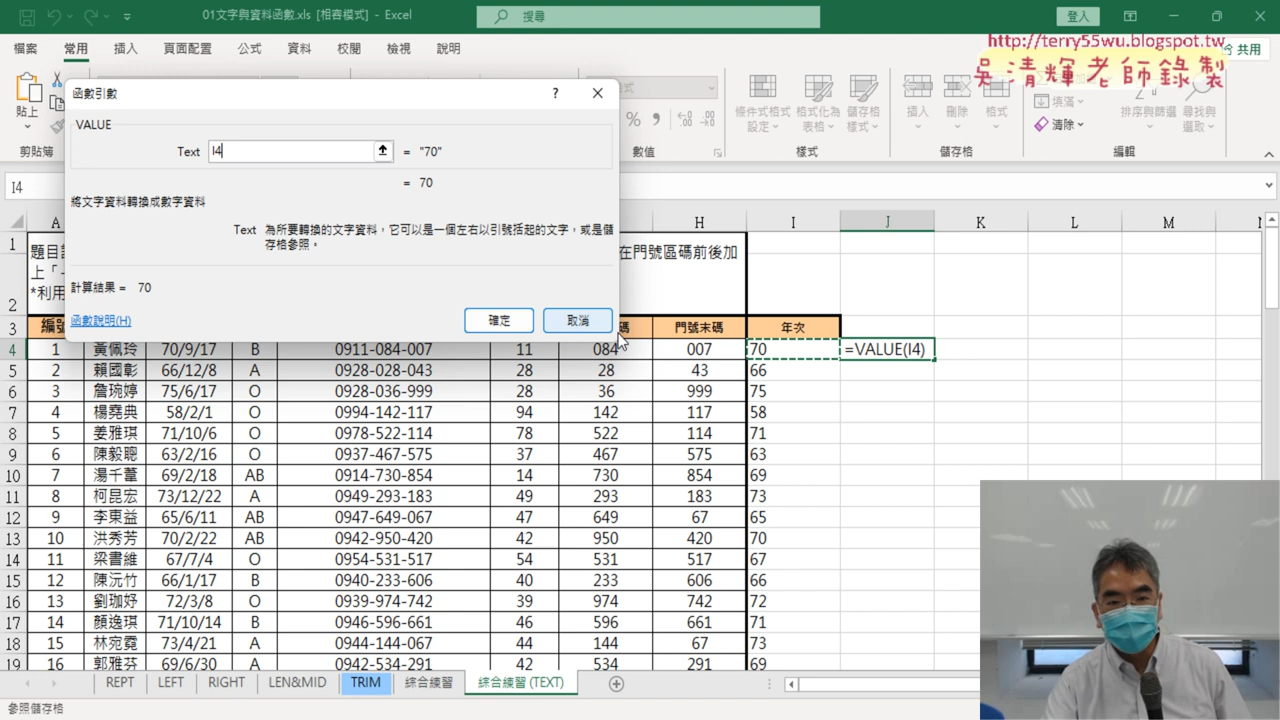 01文字與資料函數.xls [相容模式] - Excel
搜尋
登入
檔案 常用 插入 頁面配置 公式 資料 校閱 檢視 說明
共用
http://terry55wu.blogspot.tw
吳清輝老師錄製
貼上
剪貼簿
% 
數值
條件式格式設定
格式化為表格
儲存格樣式
樣式
插入 刪除 格式
儲存格
填滿
清除
排序與篩選
尋找與選取
編輯
函數引數
? ×
VALUE
Text I4 = "70"
= 70
將文字資料轉換成數字資料
Text 為所要轉換的文字資料，它可以是一個左右以引號括起的文字，或是儲存格參照。
計算結果 = 70
函數說明(H)
確定 取消
I4
A H I J K L M
1 題目
在門號區碼前後加
上「
2 *利用
3 編號 碼 門號末碼 年次
4 1 黃佩玲 70/9/17 B 0911-084-007 11 084 007 70 =VALUE(I4)
5 2 賴國彰 66/12/8 A 0928-028-043 28 28 43 66
6 3 詹琬婷 75/6/17 O 0928-036-999 28 36 999 75
7 4 楊堯典 58/2/1 O 0994-142-117 94 142 117 58
8 5 姜雅琪 71/10/6 O 0978-522-114 78 522 114 71
9 6 陳毅聰 63/2/16 O 0937-467-575 37 467 575 63
10 7 湯千葦 69/2/18 AB 0914-730-854 14 730 854 69
11 8 柯昆宏 73/12/22 A 0949-293-183 49 293 183 73
12 9 李東益 65/6/11 AB 0947-649-067 47 649 67 65
13 10 洪秀芳 70/2/22 AB 0942-950-420 42 950 420 70
14 11 梁書維 67/7/4 O 0954-531-517 54 531 517 67
15 12 陳沅竹 66/1/17 B 0940-233-606 40 233 606 66
16 13 劉珈妤 72/3/8 O 0939-974-742 39 974 742 72
17 14 顏逸琪 71/10/14 B 0946-596-661 46 596 661 71
18 15 林宛霓 73/4/21 A 0944-144-067 44 144 67 73
19 16 郭雅芬 69/6/30 A 0942-534-291 42 534 291 69
REPT LEFT RIGHT LEN&MID TRIM 綜合練習 綜合練習 (TEXT)
參照儲存格